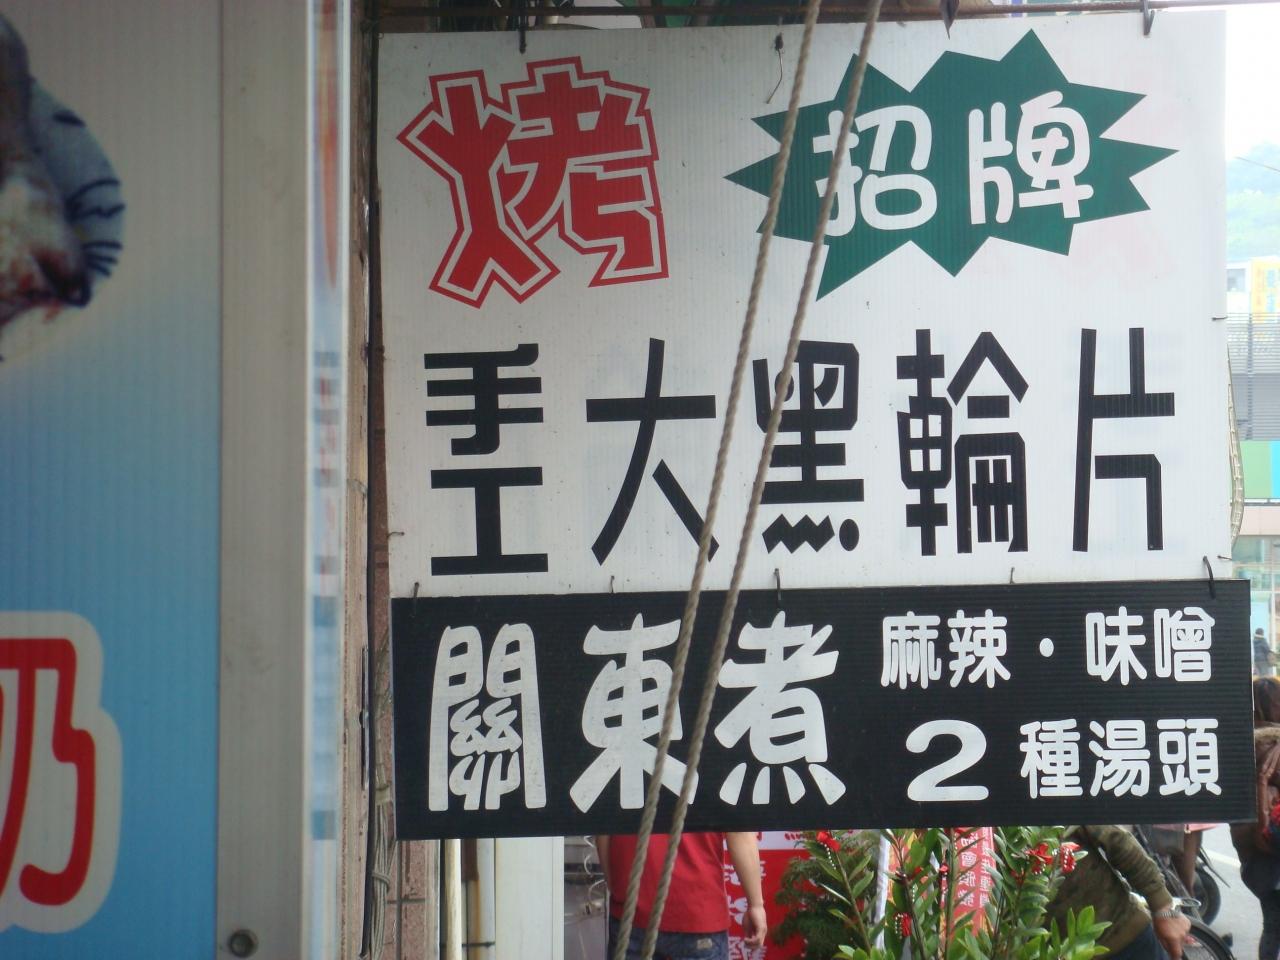 烤 招牌
手工大黑輪片
關東煮 麻辣·味噌
2種湯頭
奶